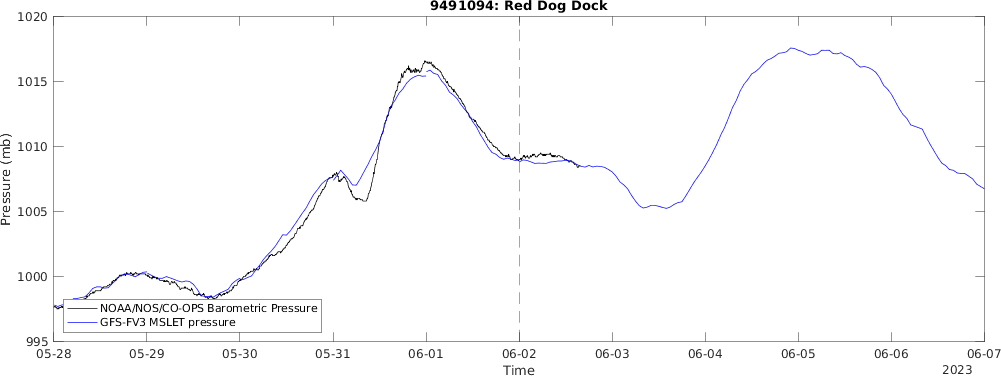 9491094: Red Dog Dock
Pressure (mb)
1020
1015
1010
1005
1000
995
NOAA/NOS/CO-OPS Barometric Pressure
GFS-FV3 MSLET pressure
05-28 05-29 05-30 05-31 06-01 06-02 06-03 06-04 06-05 06-06 06-07
Time
2023